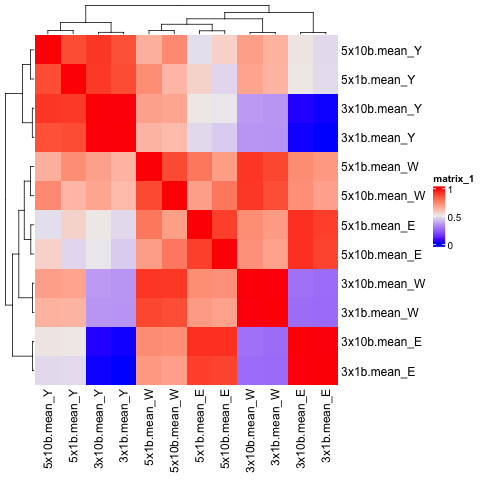 5x10b.mean_Y
5x1b.mean_Y
3x10b.mean_Y
3x1b.mean_Y
5x1b.mean_W
5x10b.mean_W
5x1b.mean_E
5x10b.mean_E
3x10b.mean_W
3x1b.mean_W
3x10b.mean_E
3x1b.mean_E
matrix_1
1
0.5
0
5x10b.mean_Y
5x1b.mean_Y
3x10b.mean_Y
3x1b.mean_Y
5x1b.mean_W
5x10b.mean_W
5x1b.mean_E
5x10b.mean_E
3x10b.mean_W
3x1b.mean_W
3x10b.mean_E
3x1b.mean_E